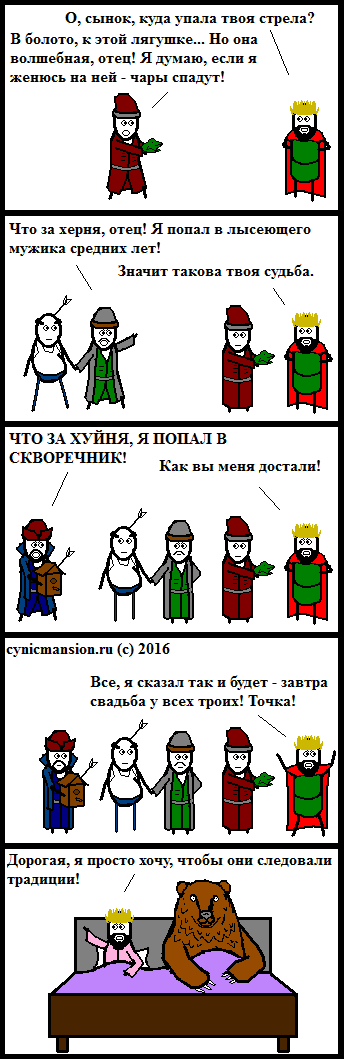 О, сынок, куда упала твоя стрела?
В болото, к этой лягушке... Но она
волшебная, отец! Я думаю, если я
женюсь на ней - чары спадут!
Что за херня, отец! Я попал в лысеющего
мужика средних лет!
Значит такова твоя судьба.
ЧТО ЗА ХУЙНЯ, Я ПОПАЛ В
СКВОРЕЧНИК!
Как вы меня достали!
cynicmansion.ru (c) 2016
Все, я сказал так и будет - завтра
свадьба у всех троих! Точка!
Дорогая, я просто хочу, чтобы они следовали
традиции!